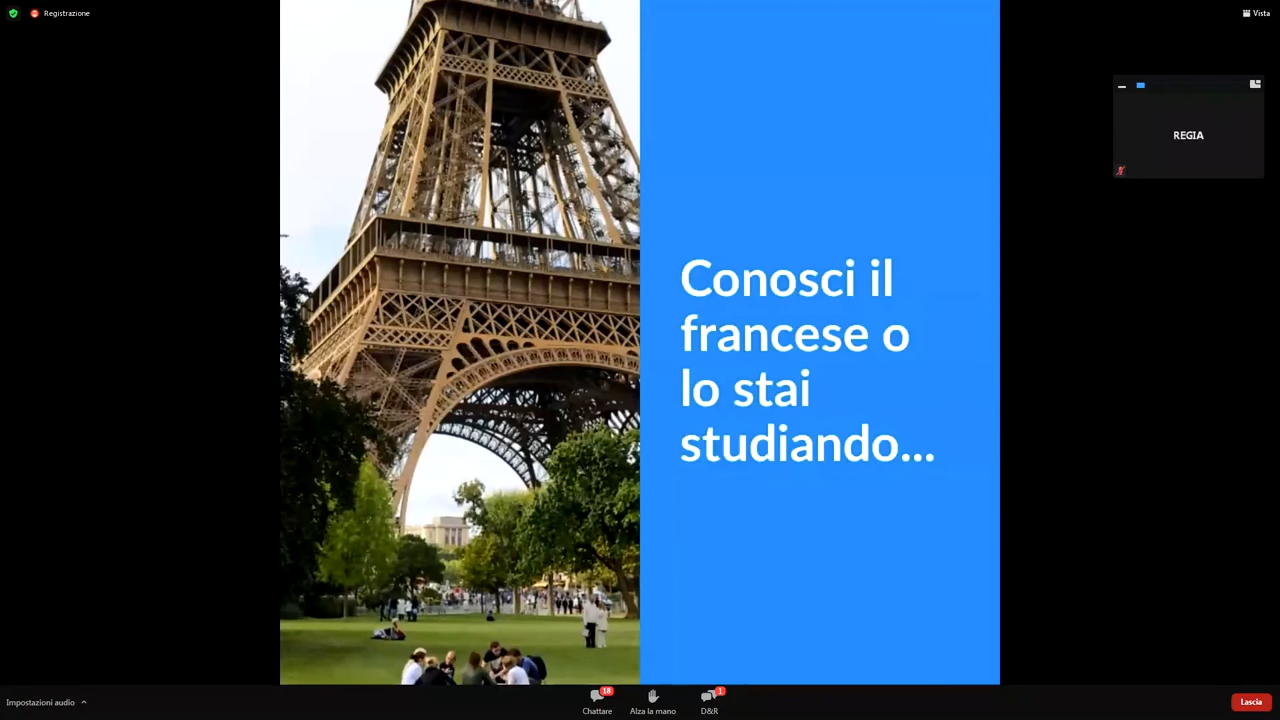 Registrazione
Vista
REGIA
Conosci il
francese o
lo stai
studiando...
Impostazioni audio
18
Chattare
Alza la mano
1
D&R
Lascia